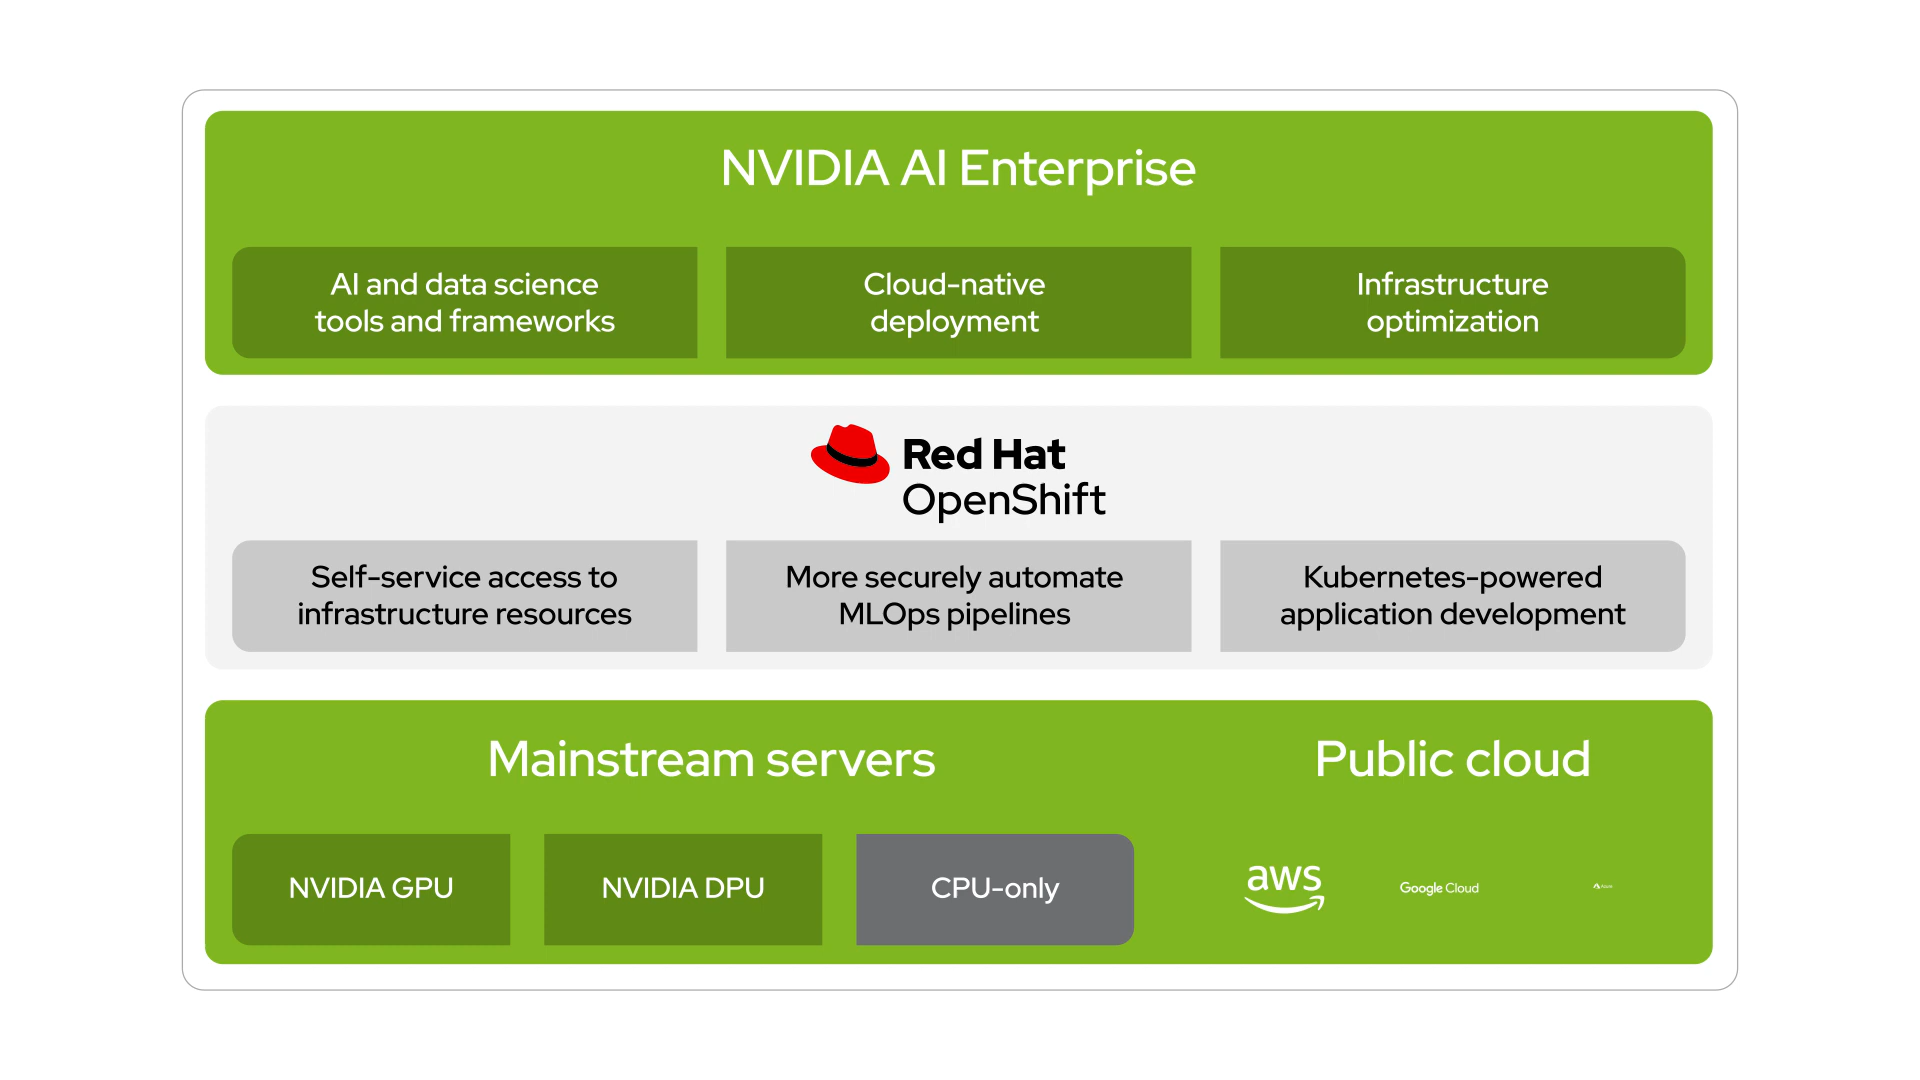 NVIDIA AI Enterprise
AI and data science
tools and frameworks
Cloud-native
deployment
Infrastructure
optimization
Red Hat
OpenShift
Self-service access to
infrastructure resources
More securely automate
MLOps pipelines
Kubernetes-powered
application development
Mainstream servers
NVIDIA GPU
NVIDIA DPU
CPU-only
Public cloud
aws
Google Cloud
Azure